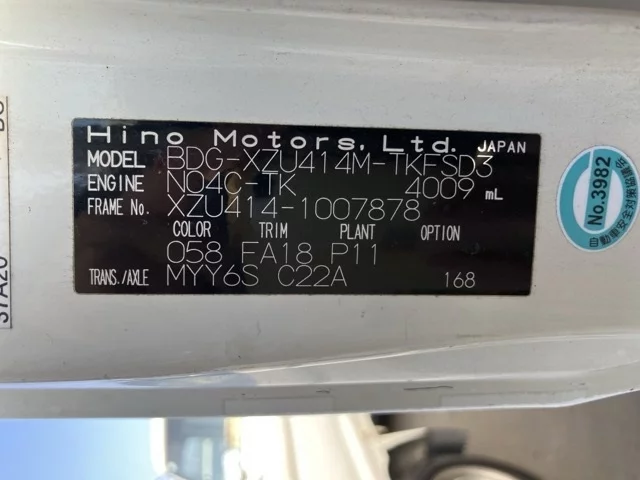 Hino Motors, Ltd. JAPAN
MODEL BDG-XZU414M-TKFSD3
ENGINE N04C-TK 4009 mL
FRAME No. XZU414-1007878
COLOR TRIM PLANT OPTION
058 FA18 P11
TRANS./AXLE MYY6S C22A 168
No.3982